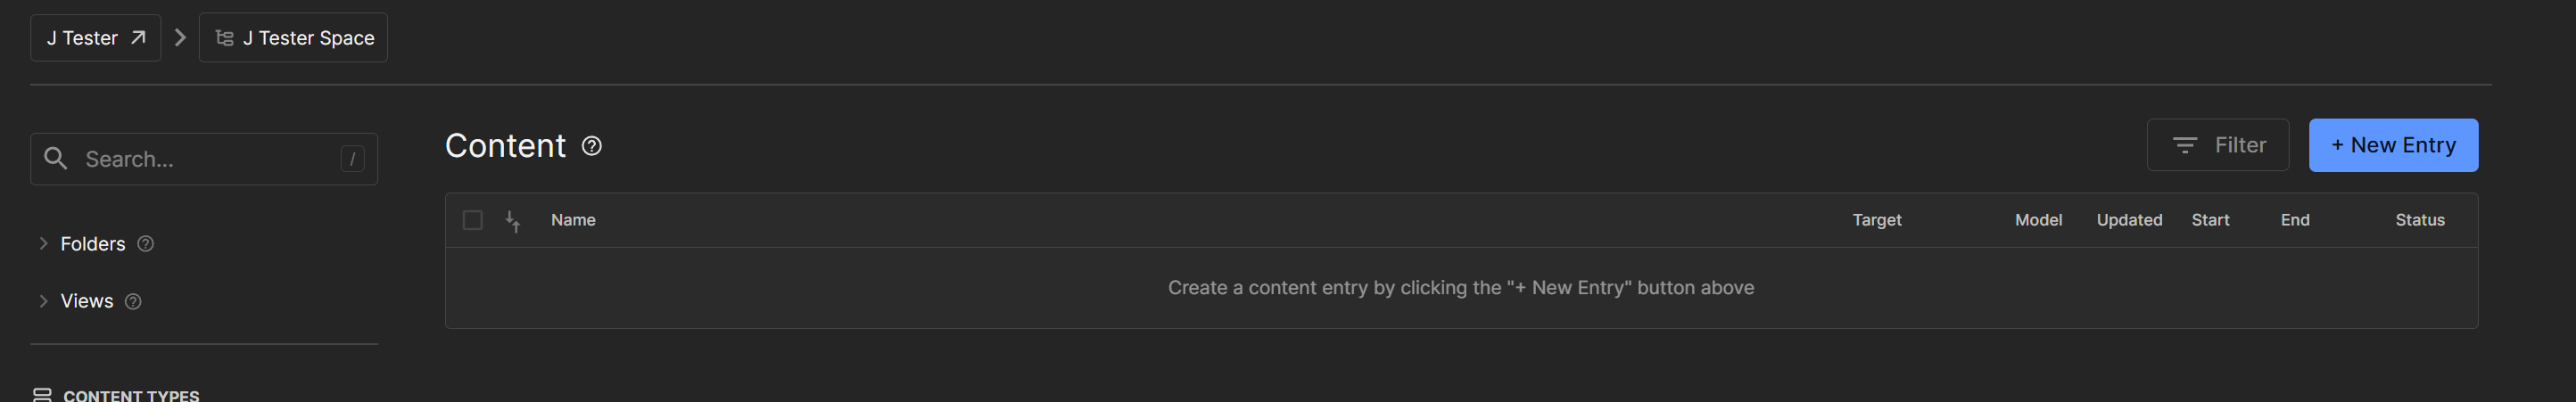 J Tester
J Tester Space
Search...
/
Folders
Views
CONTENT TYPES
Content
Filter
+ New Entry
Name Target Model Updated Start End Status
Create a content entry by clicking the "+ New Entry" button above